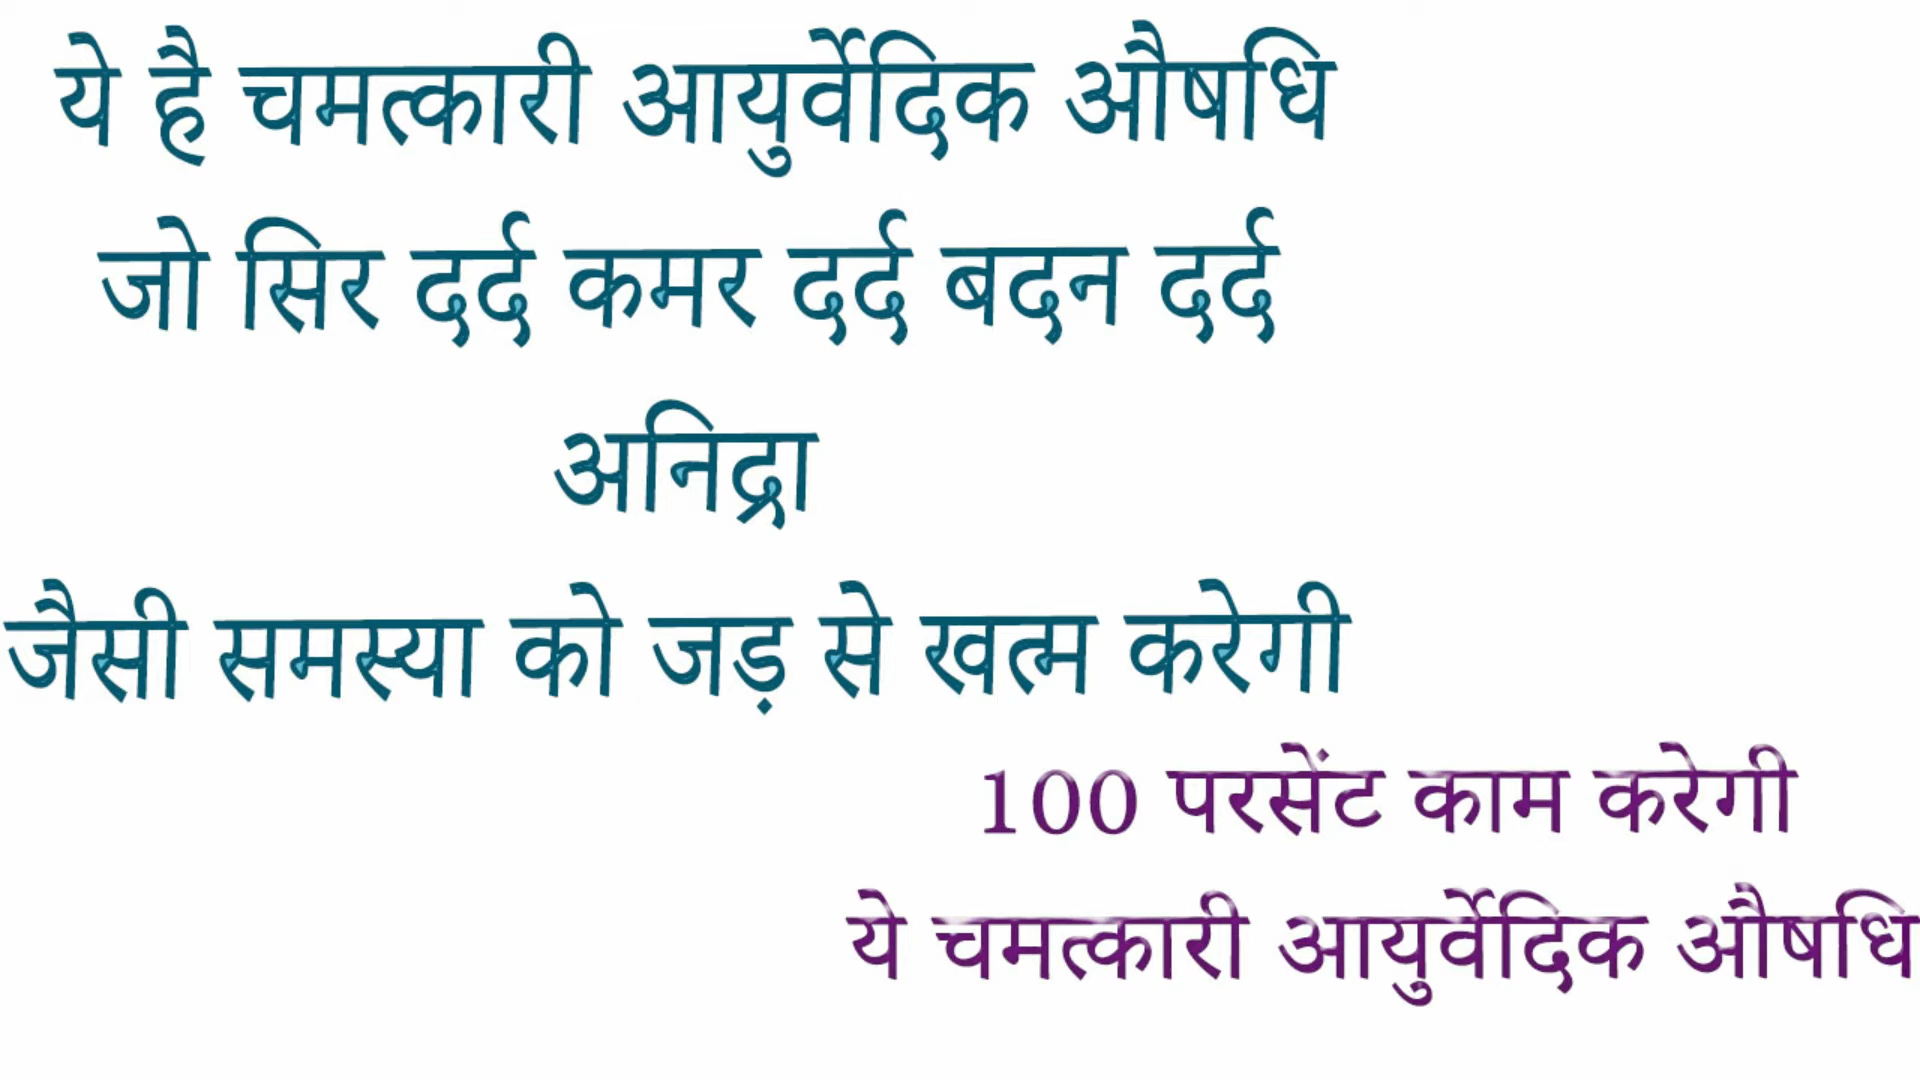 ये है चमत्कारी आयुर्वेदिक औषधि
जो सिर दर्द कमर दर्द बदन दर्द
अनिद्रा
जैसी समस्या को जड़ से खत्म करेगी
100 परसेंट काम करेगी
ये चमत्कारी आयुर्वेदिक औषधि